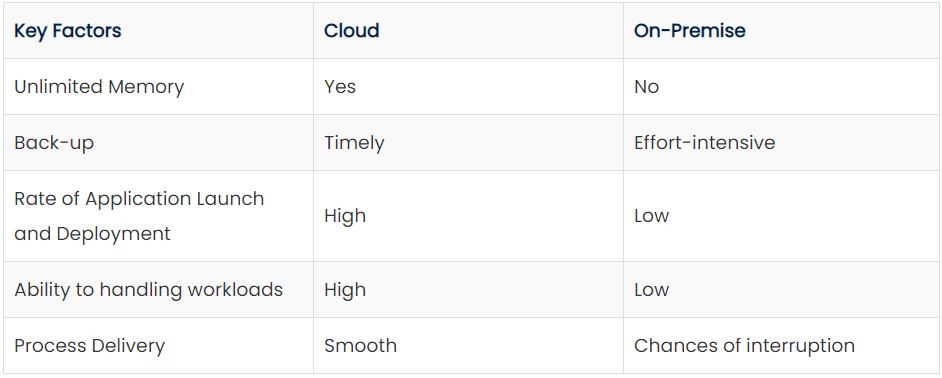 Key Factors Cloud On-Premise
Unlimited Memory Yes No
Back-up Timely Effort-intensive
Rate of Application Launch
and Deployment High Low
Ability to handling workloads High Low
Process Delivery Smooth Chances of interruption